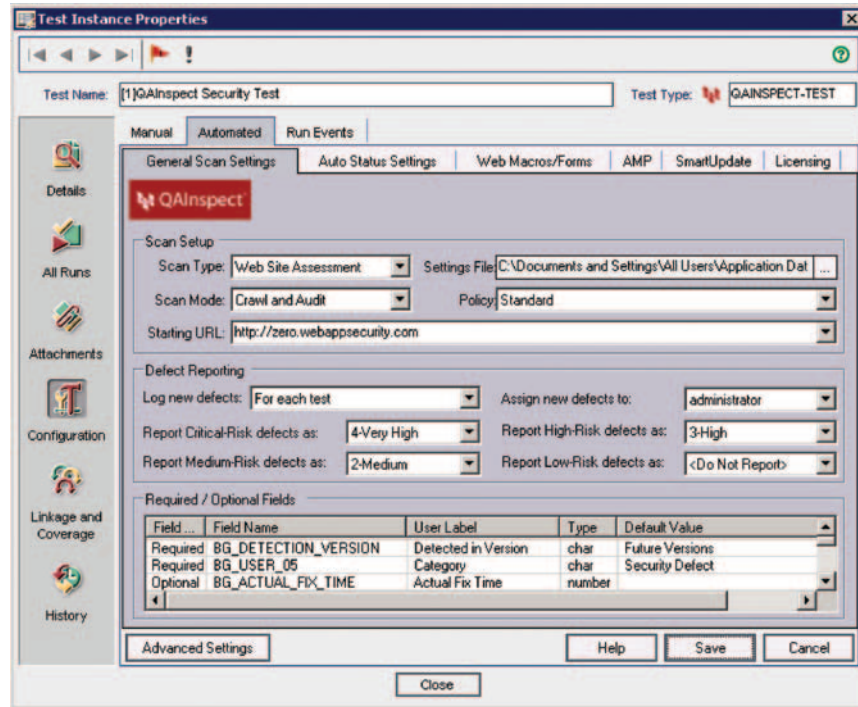 Test Instance Properties
Test Name: [1]QAInspect Security Test Test Type: QAINSPECT-TEST
Manual Automated Run Events
General Scan Settings Auto Status Settings Web Macros/Forms AMP SmartUpdate Licensing
QAInspect
Details
All Runs
Attachments
Configuration
Linkage and
Coverage
History
Scan Setup
Scan Type: Web Site Assessment Settings File: C:\Documents and Settings\All Users\Application Dat ...
Scan Mode: Crawl and Audit Policy: Standard
Starting URL: http://zero.webappsecurity.com
Defect Reporting
Log new defects: For each test Assign new defects to: administrator
Report Critical-Risk defects as: 4-Very High Report High-Risk defects as: 3-High
Report Medium-Risk defects as: 2-Medium Report Low-Risk defects as: <Do Not Report>
Required / Optional Fields
Field ... Field Name User Label Type Default Value
Required BG_DETECTION_VERSION Detected in Version char Future Versions
Required BG_USER_05 Category char Security Defect
Optional BG_ACTUAL_FIX_TIME Actual Fix Time number
Advanced Settings Help Save Cancel
Close